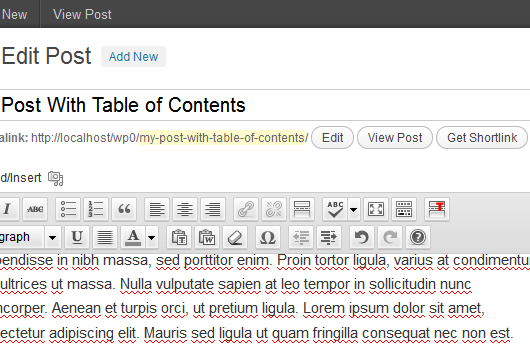 New View Post
Edit Post Add New
Post With Table of Contents
alink: http://localhost/wp0/my-post-with-table-of-contents/ Edit View Post Get Shortlink
d/Insert
I ABC ABC
graph U A T W Ω ?
pendisse in nibh massa, sed porttitor enim. Proin tortor ligula, varius at condimentu
ultrices ut massa. Nulla vulputate sapien at leo tempor in sollicitudin nunc
ncorper. Aenean et turpis orci, ut pretium ligula. Lorem ipsum dolor sit amet,
ectetur adipiscing elit. Mauris sed ligula ut quam fringilla consequat nec non est.